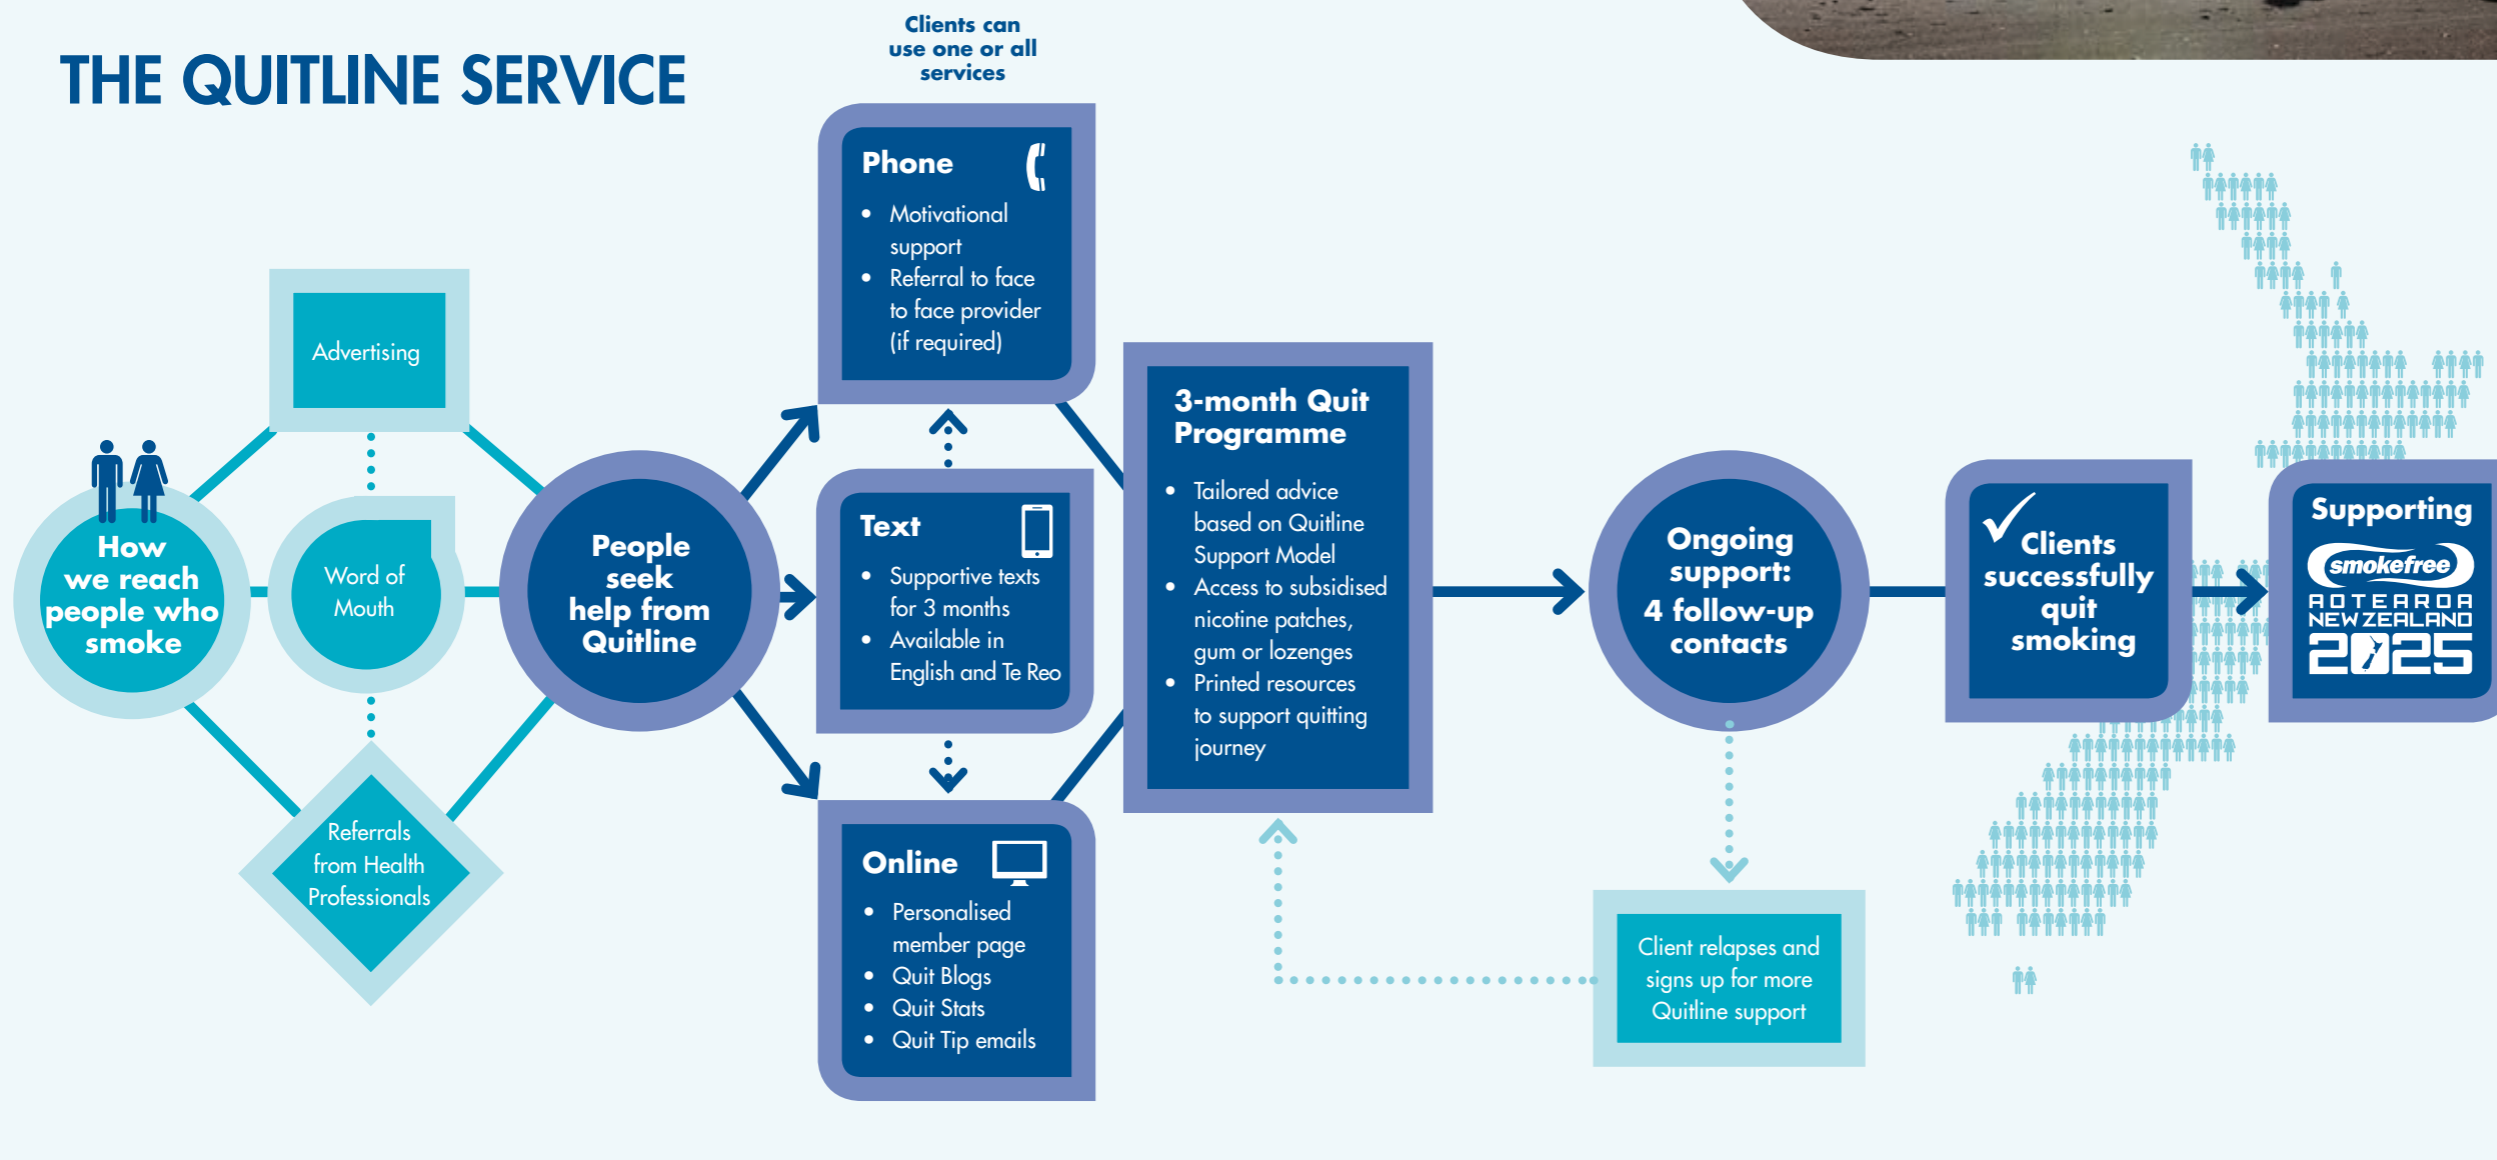 THE QUITLINE SERVICE
Clients can
use one or all
services
How
we reach
people who
smoke
Advertising
Word of
Mouth
Referrals
from Health
Professionals
People
seek
help from
Quitline
Phone
• Motivational
support
• Referral to face
to face provider
(if required)
Text
• Supportive texts
for 3 months
• Available in
English and Te Reo
Online
• Personalised
member page
• Quit Blogs
• Quit Stats
• Quit Tip emails
3-month Quit
Programme
• Tailored advice
based on Quitline
Support Model
• Access to subsidised
nicotine patches,
gum or lozenges
• Printed resources
to support quitting
journey
Ongoing
support:
4 follow-up
contacts
Client relapses and
signs up for more
Quitline support
Clients
successfully
quit
smoking
Supporting
smokefree
AOTEAROA
NEW ZEALAND
2025